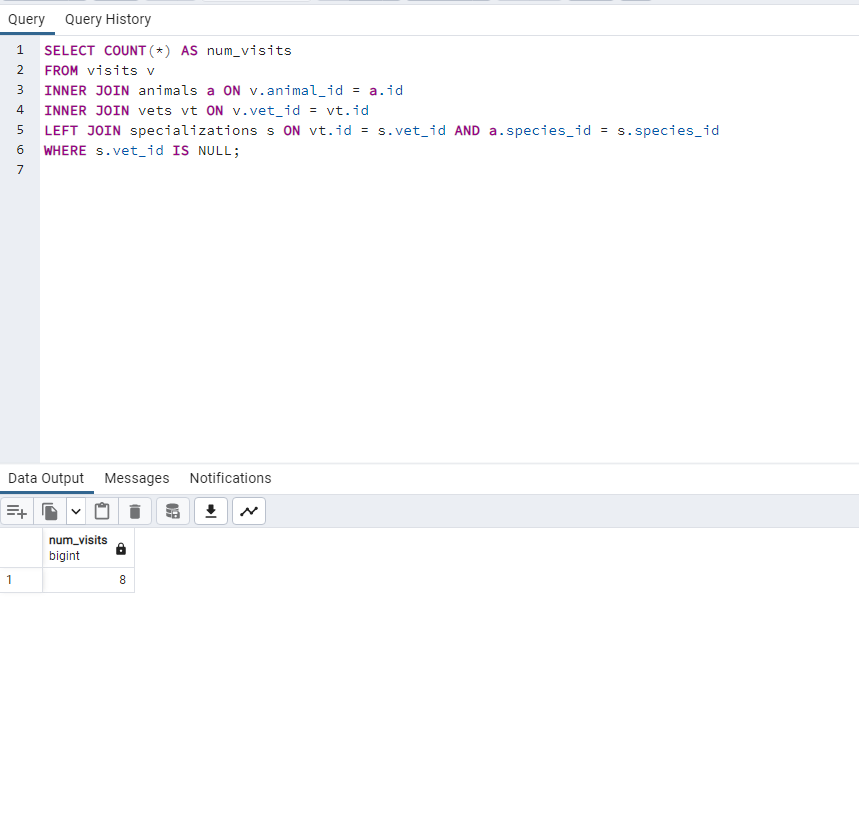 Query Query History
1 SELECT COUNT(*) AS num_visits
2 FROM visits v
3 INNER JOIN animals a ON v.animal_id = a.id
4 INNER JOIN vets vt ON v.vet_id = vt.id
5 LEFT JOIN specializations s ON vt.id = s.vet_id AND a.species_id = s.species_id
6 WHERE s.vet_id IS NULL;
7
Data Output Messages Notifications
num_visits
bigint
1 8